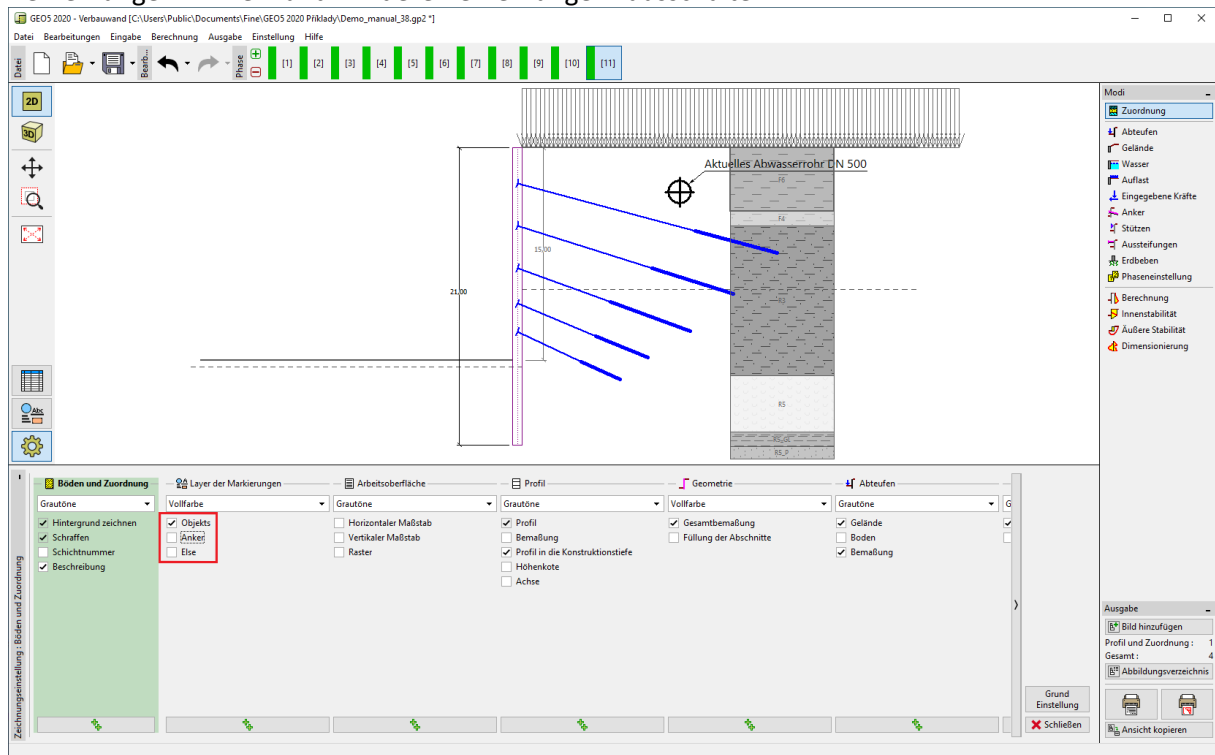 GEO5 2020 - Verbauwand [C:\Users\Public\Documents\Fine\GEO5 2020 Příklady\Demo_manual_38.gp2 *]
Datei Bearbeitungen Eingabe Berechnung Ausgabe Einstellung Hilfe
Datei
Bearb...
Phase
[1] [2] [3] [4] [5] [6] [7] [8] [9] [10] [11]
2D
3D
Abc
Aktuelles Abwasserrohr DN 500
F6
F4
15,00
21,00
R3
R5
R5_GL
R5_P
Modi
Zuordnung
Abteufen
Gelände
Wasser
Auflast
Eingegebene Kräfte
Anker
Stützen
Aussteifungen
Erdbeben
Phaseneinstellung
Berechnung
Innenstabilität
Äußere Stabilität
Dimensionierung
Zeichnungseinstellung : Böden und Zuordnung
Böden und Zuordnung
Grautöne
Hintergrund zeichnen
Schraffen
Schichtnummer
Beschreibung
Layer der Markierungen
Vollfarbe
Objekts
Anker
Else
Arbeitsoberfläche
Grautöne
Horizontaler Maßstab
Vertikaler Maßstab
Raster
Profil
Grautöne
Profil
Bemaßung
Profil in die Konstruktionstiefe
Höhenkote
Achse
Geometrie
Vollfarbe
Gesamtbemaßung
Füllung der Abschnitte
Abteufen
Grautöne
Gelände
Boden
Bemaßung
G
Grund
Einstellung
Schließen
Ausgabe
Bild hinzufügen
Profil und Zuordnung : 1
Gesamt : 4
Abbildungsverzeichnis
Ansicht kopieren